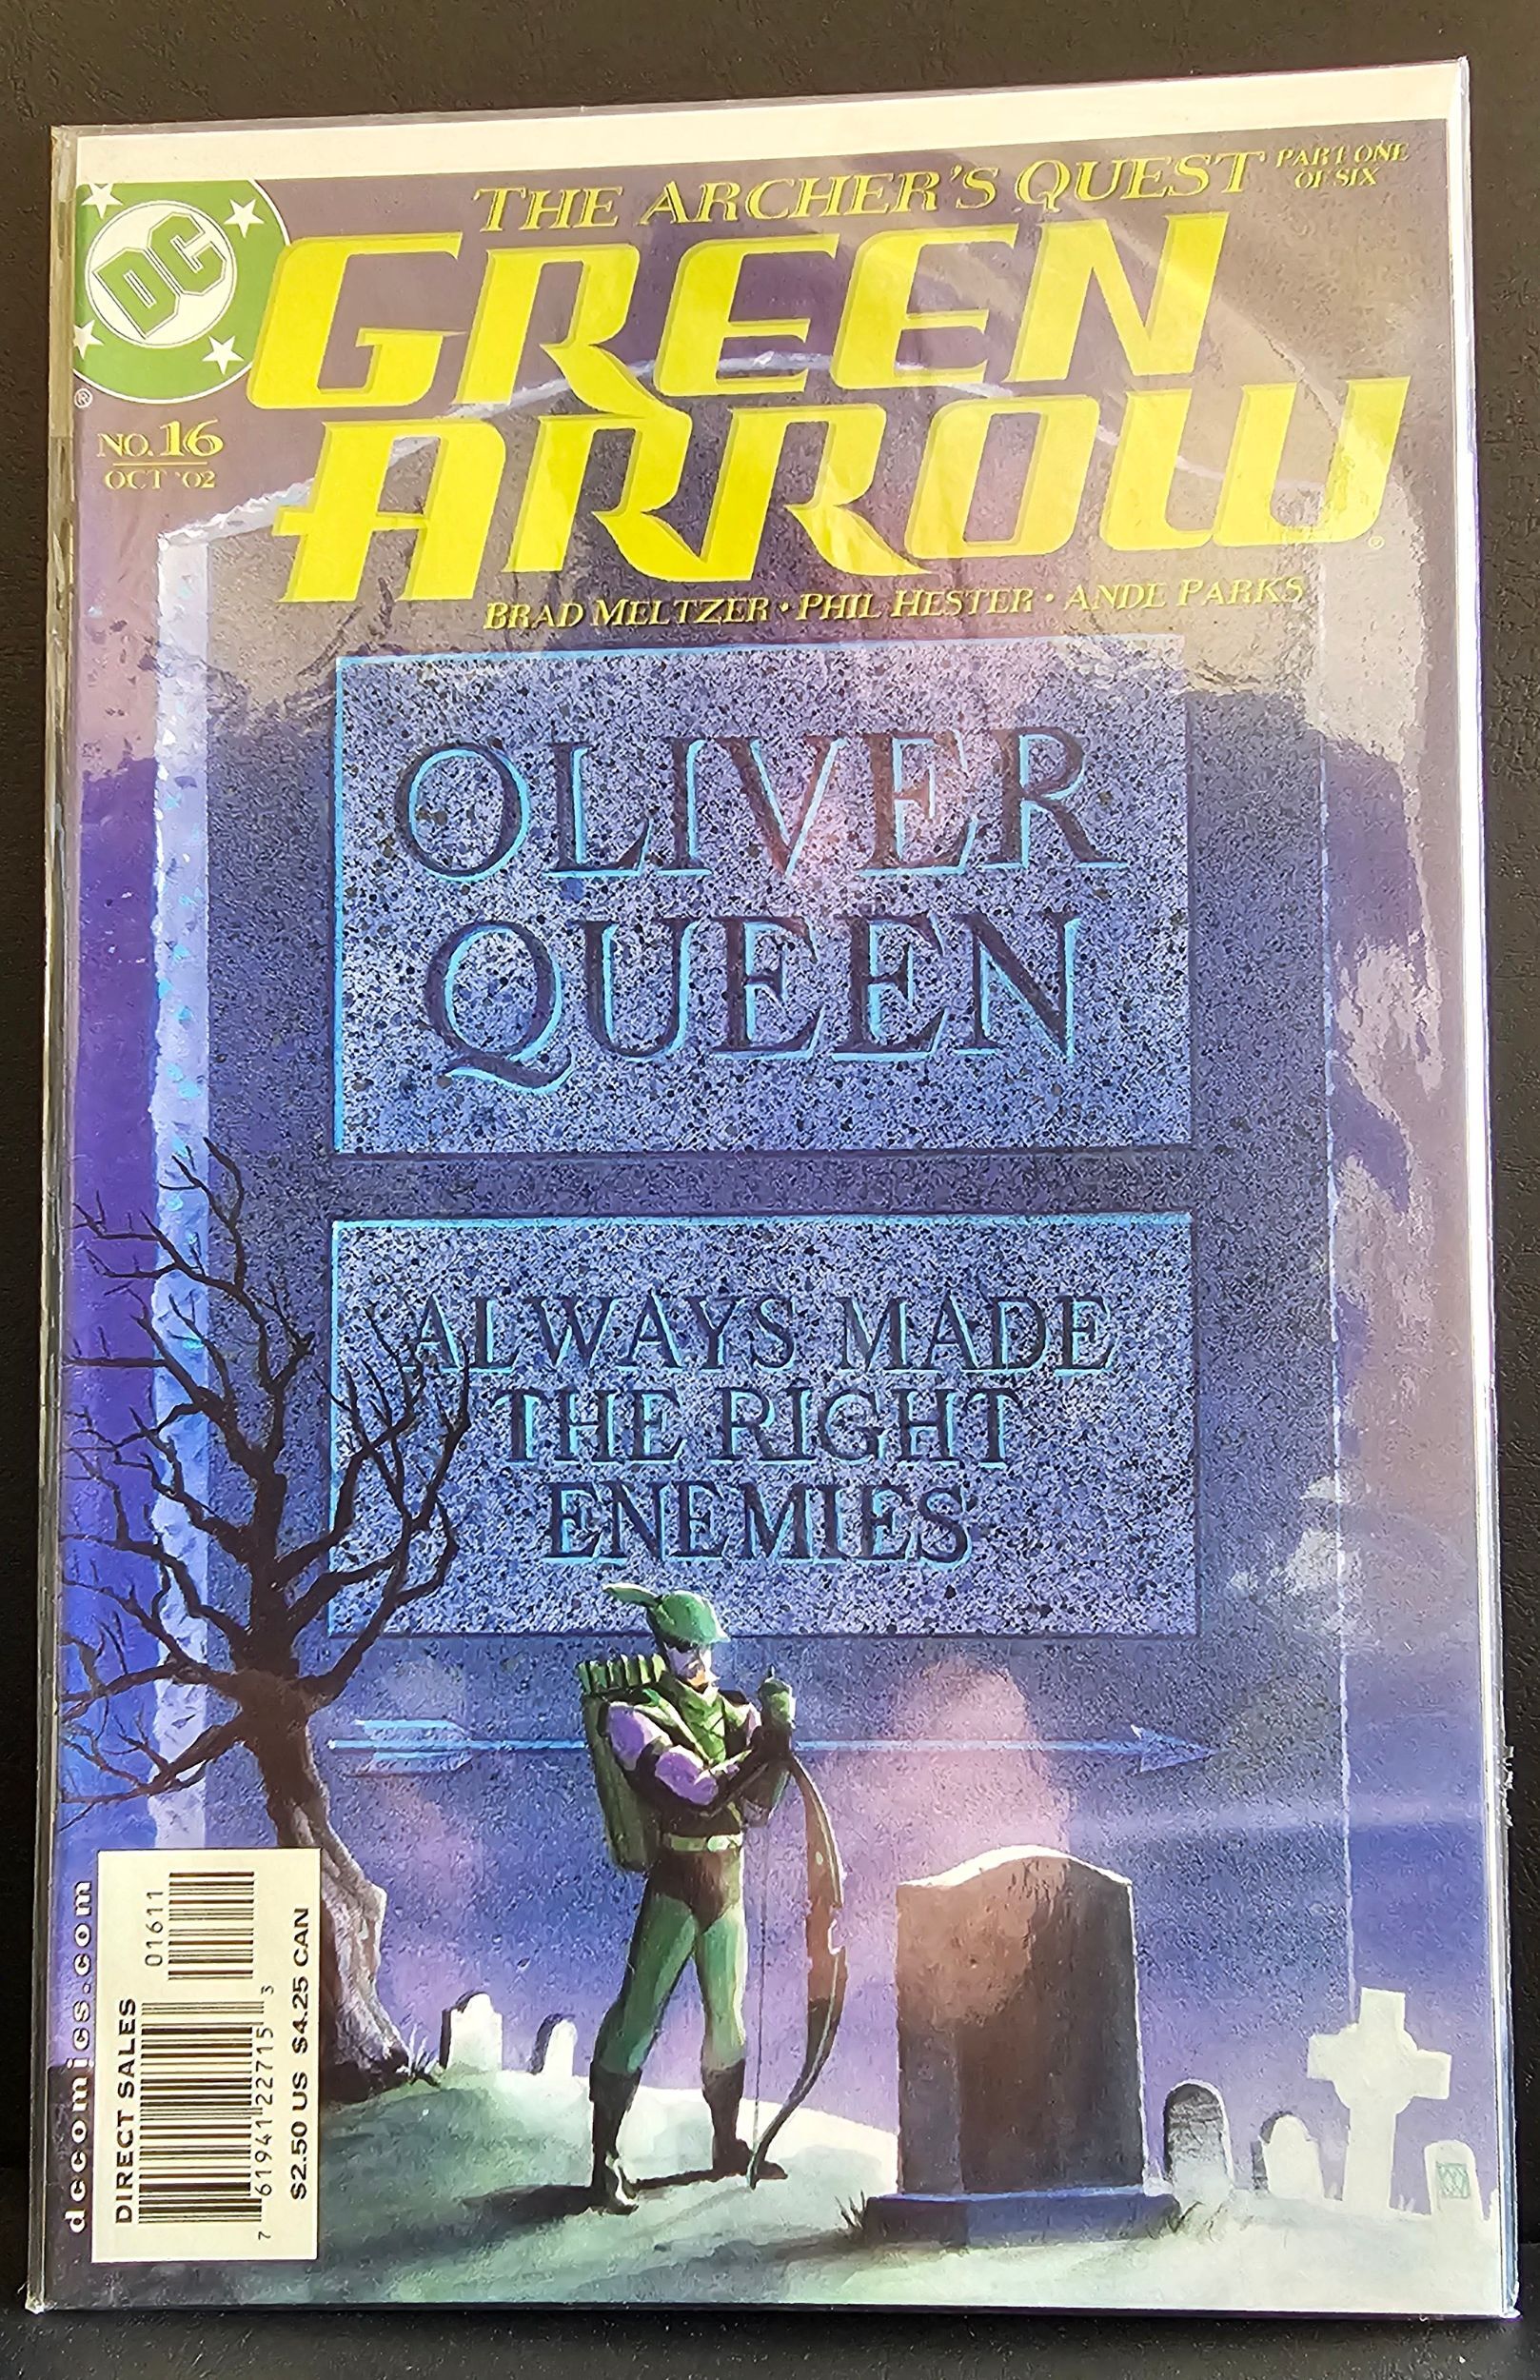 THE ARCHER'S QUEST PART ONE
OF SIX
DC
®
GREEN
ARROW
NO. 16
OCT '02
BRAD MELTZER • PHIL HESTER • ANDE PARKS
OLIVER
QUEEN
ALWAYS MADE
THE RIGHT
ENEMIES
dccomics.com
DIRECT SALES
01611
7 61941 22715 3
$2.50 US $4.25 CAN